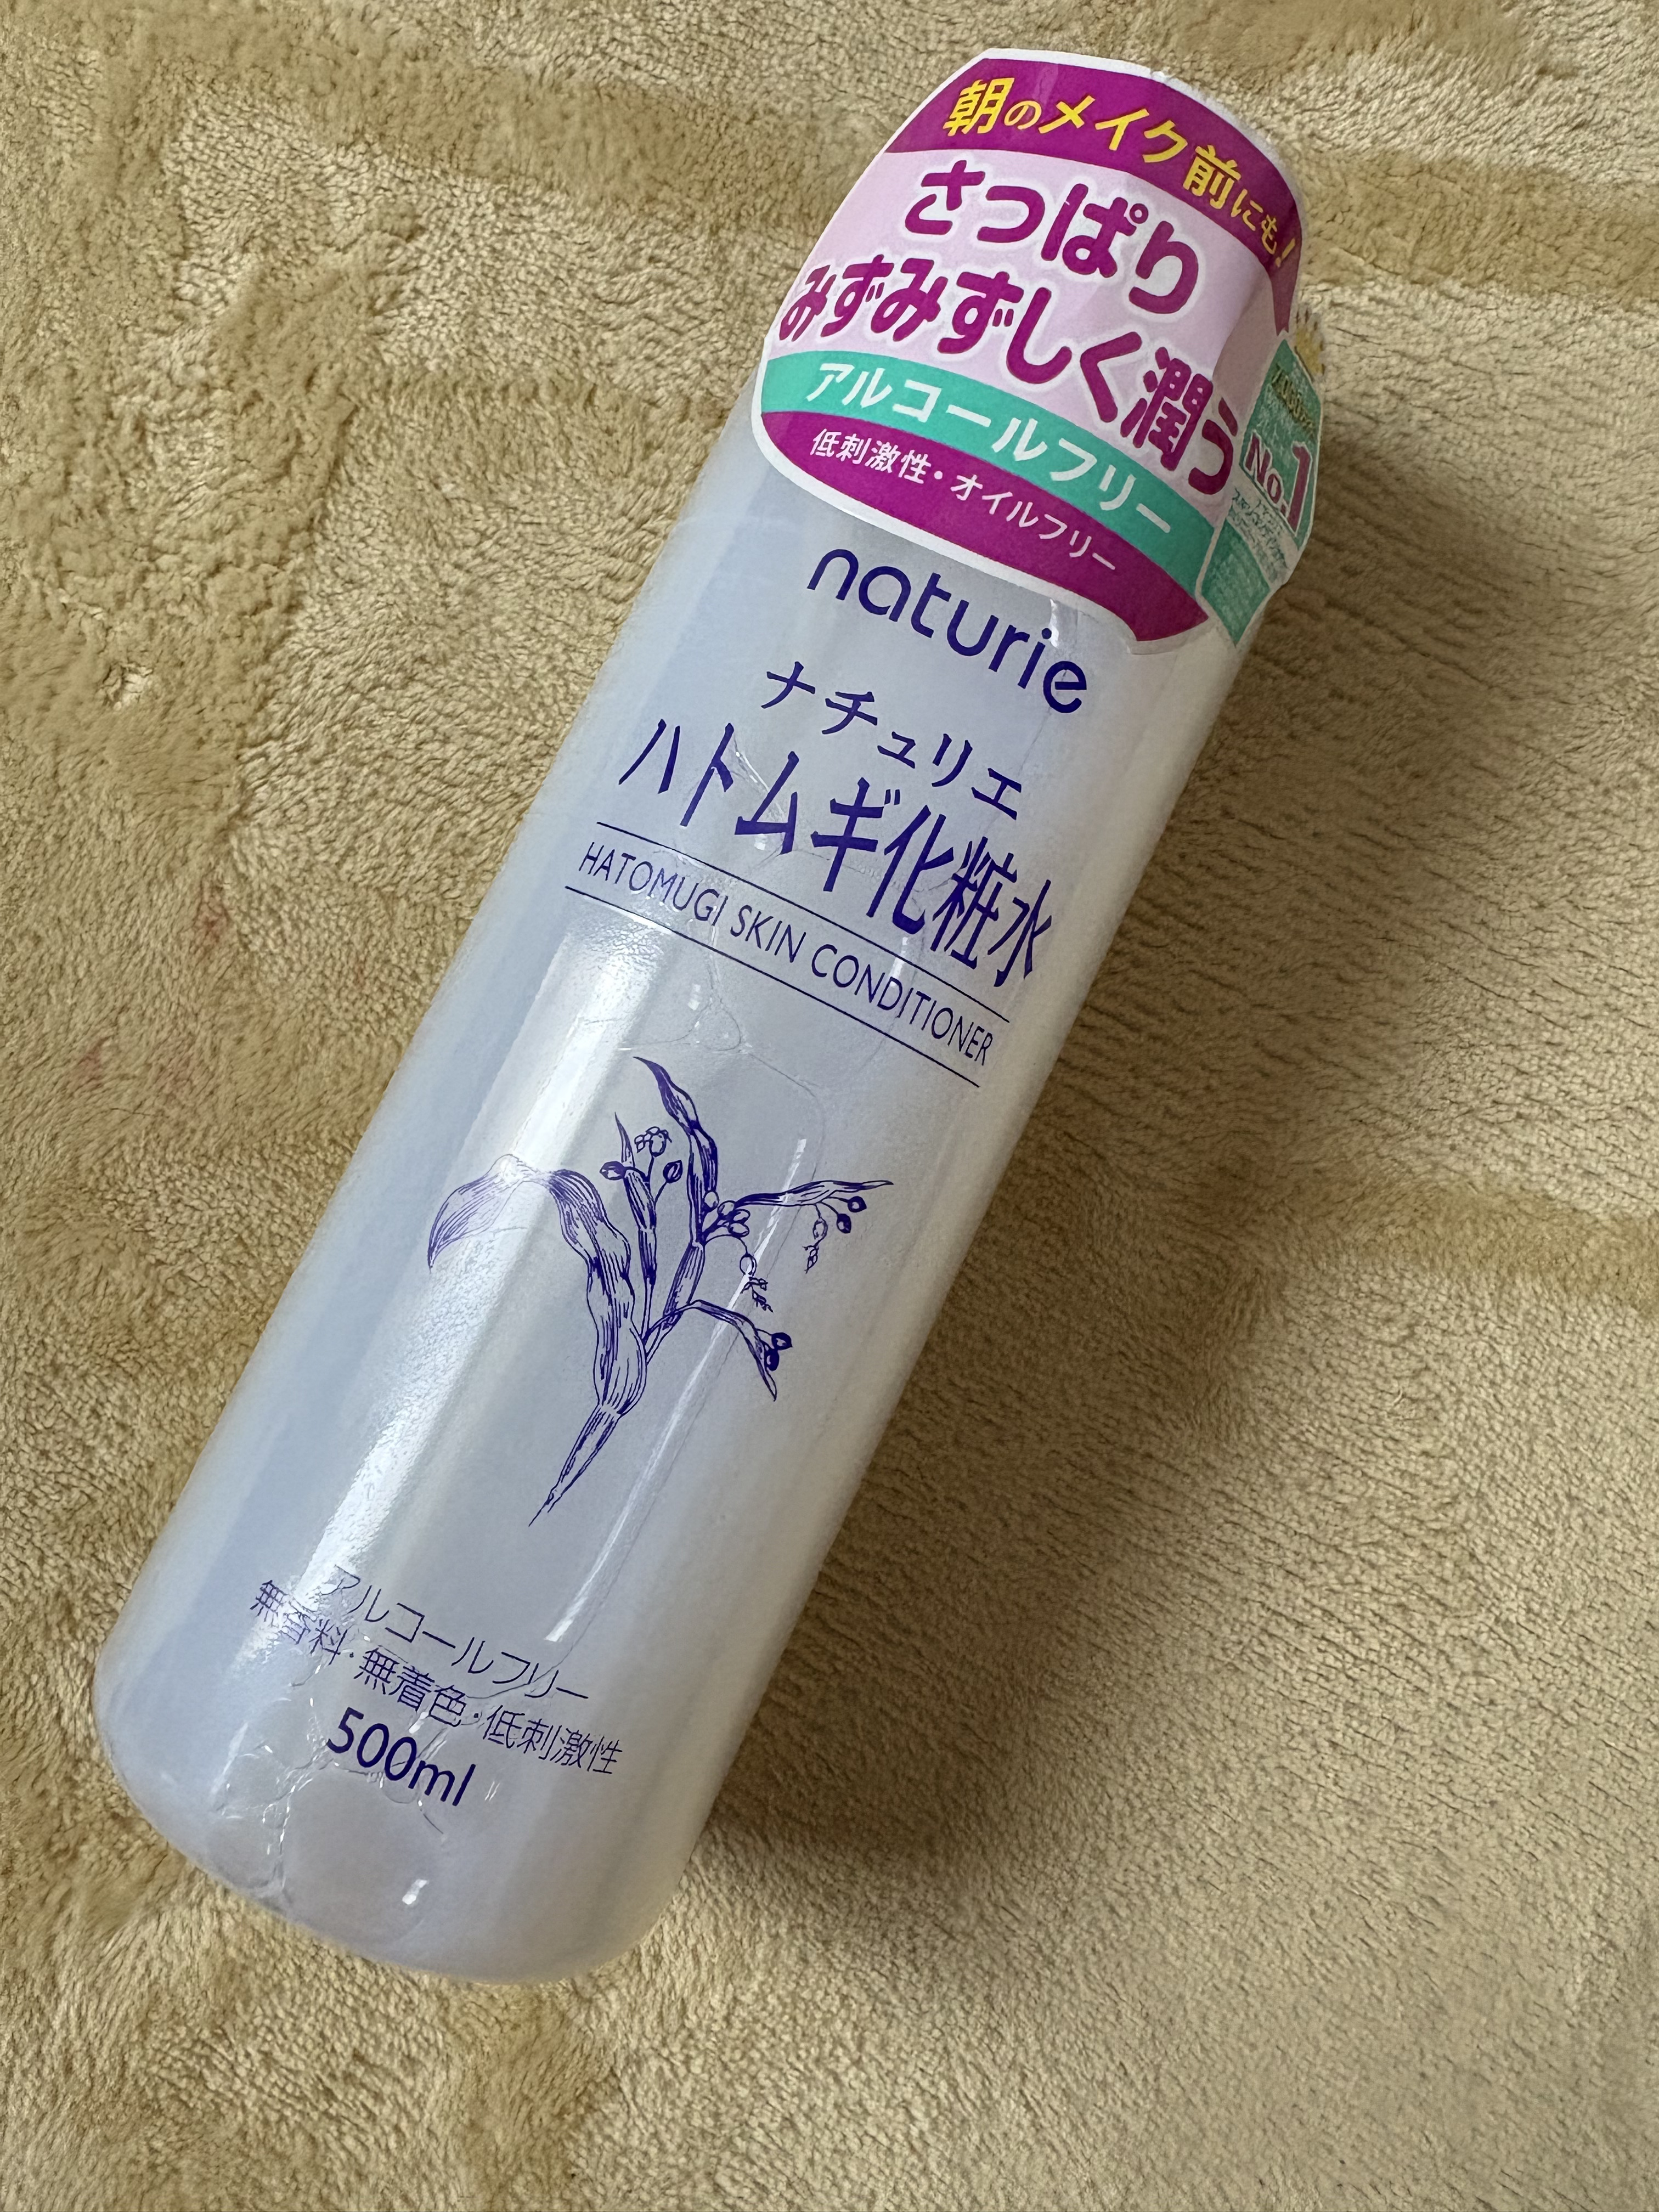 朝のメイク前にも!
さっぱり
みずみずしく潤う
アルコールフリー
低刺激性・オイルフリー
No.1
naturie
ナチュリエ
ハトムギ化粧水
HATOMUGI SKIN CONDITIONER
アルコールフリー
無香料・無着色・低刺激性
500ml